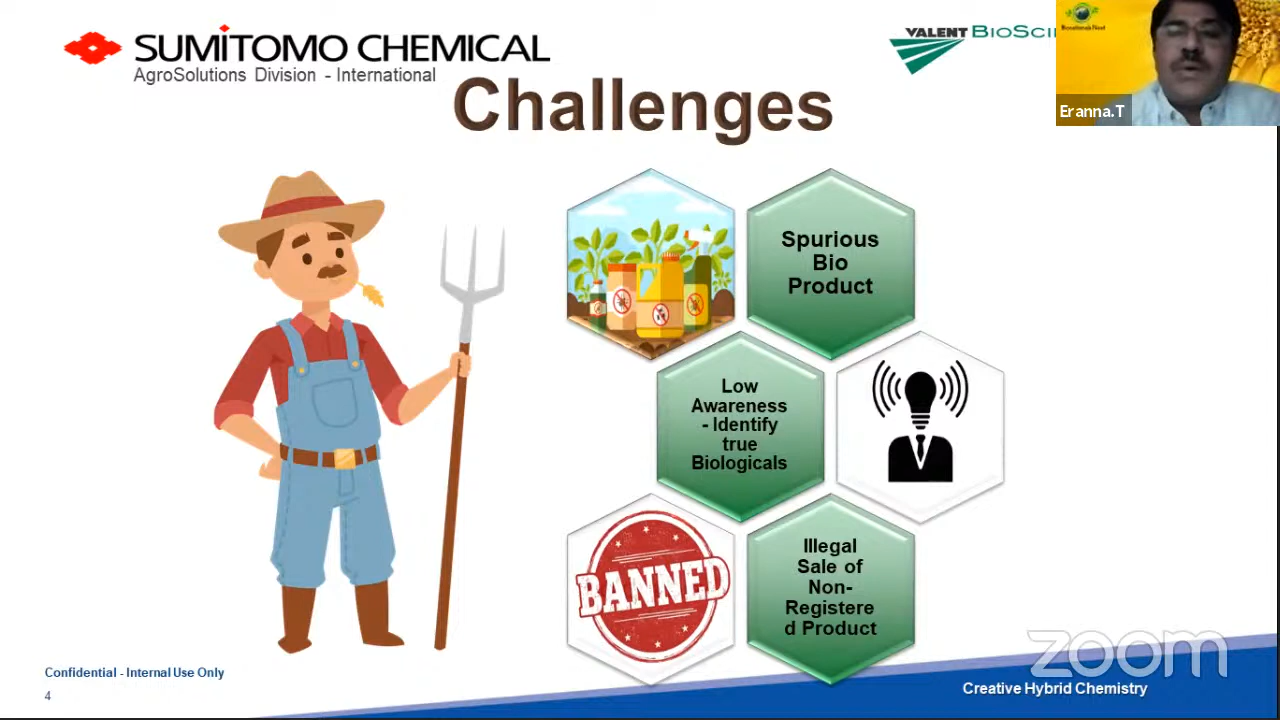 SUMITOMO CHEMICAL
AgroSolutions Division - International
VALENT BIOSCI
Eranna.T
Challenges
Spurious
Bio
Product
Low
Awareness
- Identify
true
Biologicals
BANNED
Illegal
Sale of
Non-
Registere
d Product
zoom
Confidential - Internal Use Only
4
Creative Hybrid Chemistry